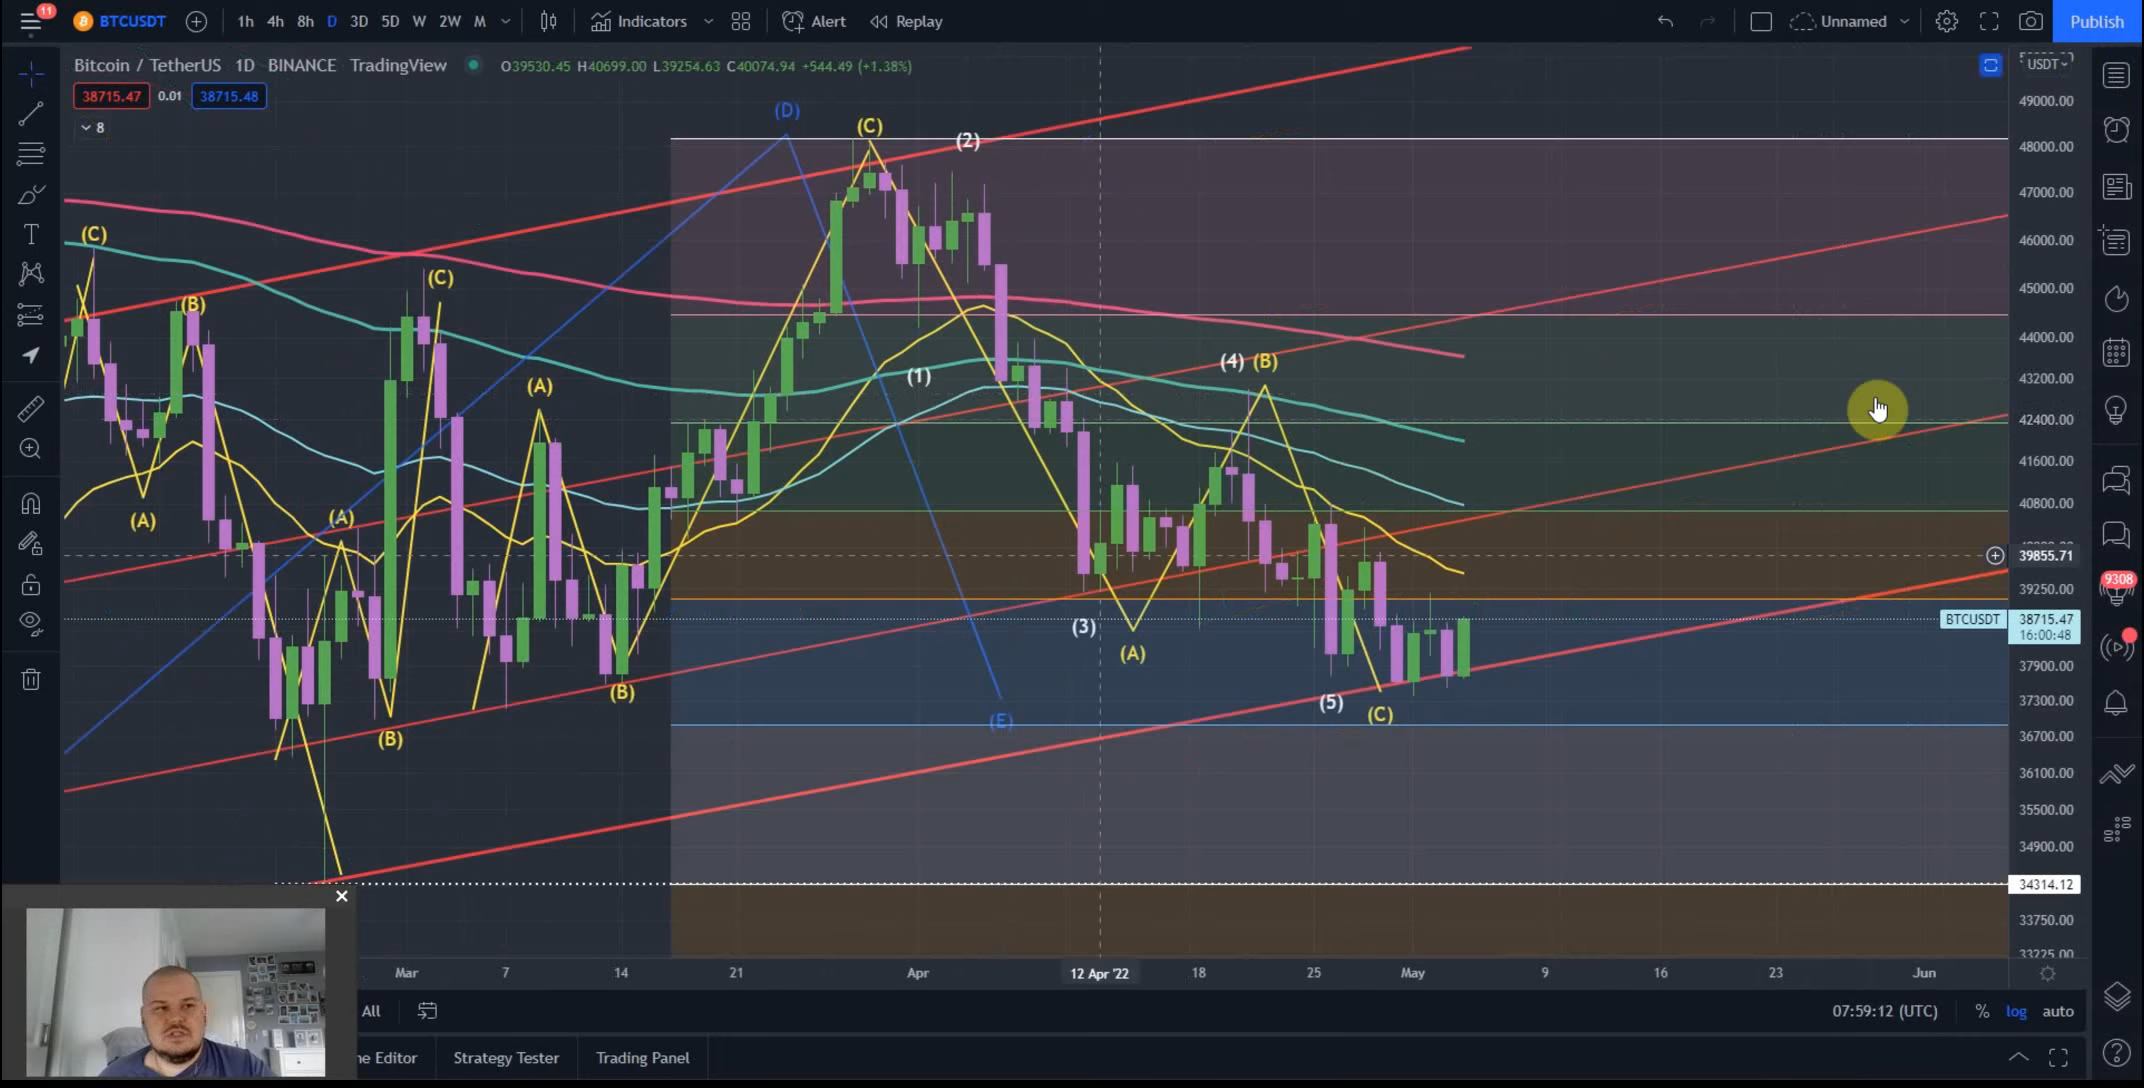 11 BTCUSDT 1h 4h 8h D 3D 5D W 2W M Indicators Alert Replay Unnamed Publish
Bitcoin / TetherUS 1D BINANCE TradingView O39530.45 H40699.00 L39254.63 C40074.94 +544.49 (+1.38%)
USDT
38715.47 0.01 38715.48
8
49000.00
(D)
(C)
(2)
48000.00
47000.00
(C)
46000.00
(C)
(B)
45000.00
44000.00
(4) (B)
(1)
43200.00
(A)
42400.00
41600.00
40800.00
(A)
(A)
39855.71
9308
39250.00
BTCUSDT 38715.47
16:00:48
(3)
(A)
37900.00
(B)
37300.00
(5)
(C)
(E)
(B)
36700.00
36100.00
35500.00
34900.00
34314.12
33750.00
33225.00
Mar 7 14 21 Apr 12 Apr '22 18 25 May 9 16 23 Jun
All
07:59:12 (UTC) % log auto
ne Editor Strategy Tester Trading Panel